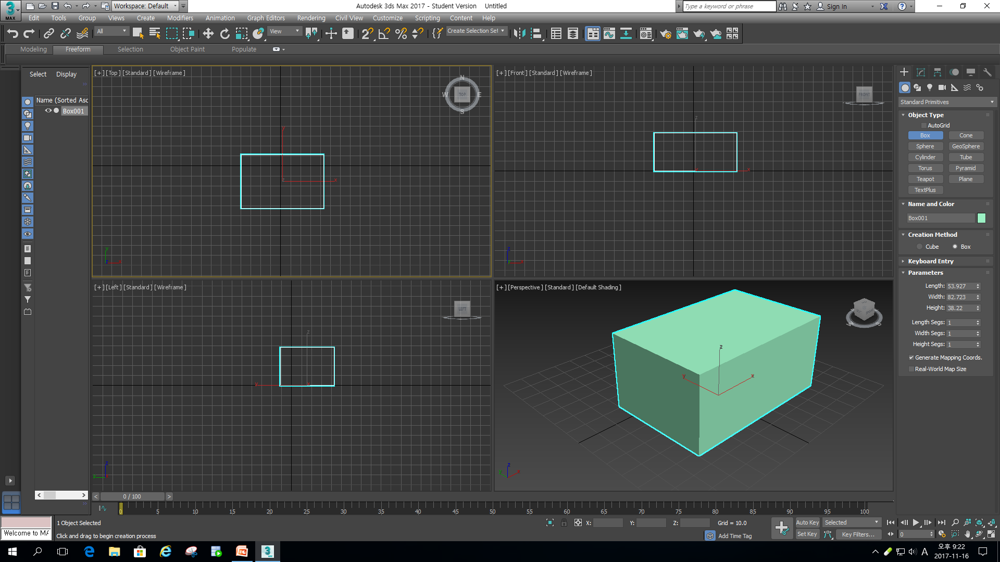 3
MAX
Workspace: Default
Autodesk 3ds Max 2017 - Student Version Untitled
Type a keyword or phrase
Sign In
Edit Tools Group Views Create Modifiers Animation Graph Editors Rendering Civil View Customize Scripting Content Help
All
View
Create Selection Set
Modeling Freeform Selection Object Paint Populate
Select Display
Name (Sorted Asc
Box001
[+] [Top] [Standard] [Wireframe]
N
W TOP E
S
y
z x
y
z x
[+] [Front] [Standard] [Wireframe]
FRONT
z
y x
z
y x
[+] [Left] [Standard] [Wireframe]
LEFT
z
y x
z
y
[+] [Perspective] [Standard] [Default Shading]
W S
z
y x
z
y x
Standard Primitives
Object Type
AutoGrid
Box Cone
Sphere GeoSphere
Cylinder Tube
Torus Pyramid
Teapot Plane
TextPlus
Name and Color
Box001
Creation Method
Cube Box
Keyboard Entry
Parameters
Length: 53.927
Width: 82.723
Height: 38.22
Length Segs: 1
Width Segs: 1
Height Segs: 1
Generate Mapping Coords.
Real-World Map Size
< 0 / 100 >
0 5 10 15 20 25 30 35 40 45 50 55 60 65 70 75 80 85 90 95 100
1 Object Selected
X: Y: Z: Grid = 10.0
Auto Key Selected
Welcome to MA
Click and drag to begin creation process
Add Time Tag
Set Key Key Filters... 0
A
오후 9:22
2017-11-16